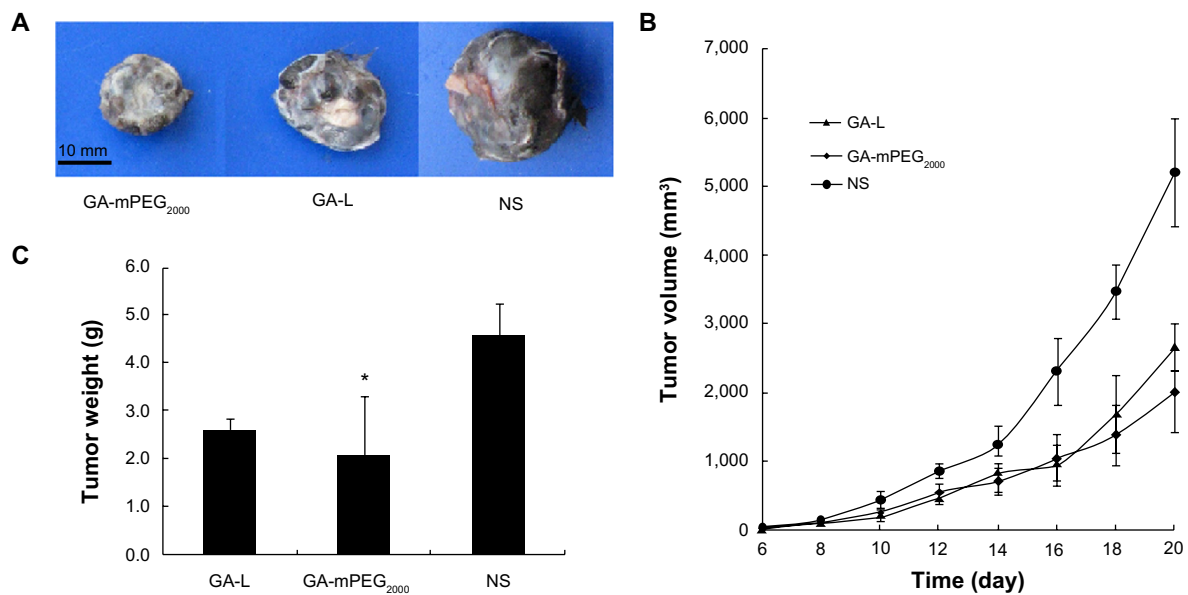 A
10 mm
GA-mPEG2000
GA-L
NS
B
Tumor volume (mm³)
7,000
6,000
5,000
4,000
3,000
2,000
1,000
0
GA-L
GA-mPEG2000
NS
6
8
10
12
14
16
18
20
Time (day)
C
Tumor weight (g)
6.0
5.0
4.0
3.0
2.0
1.0
0.0
*
GA-L
GA-mPEG2000
NS